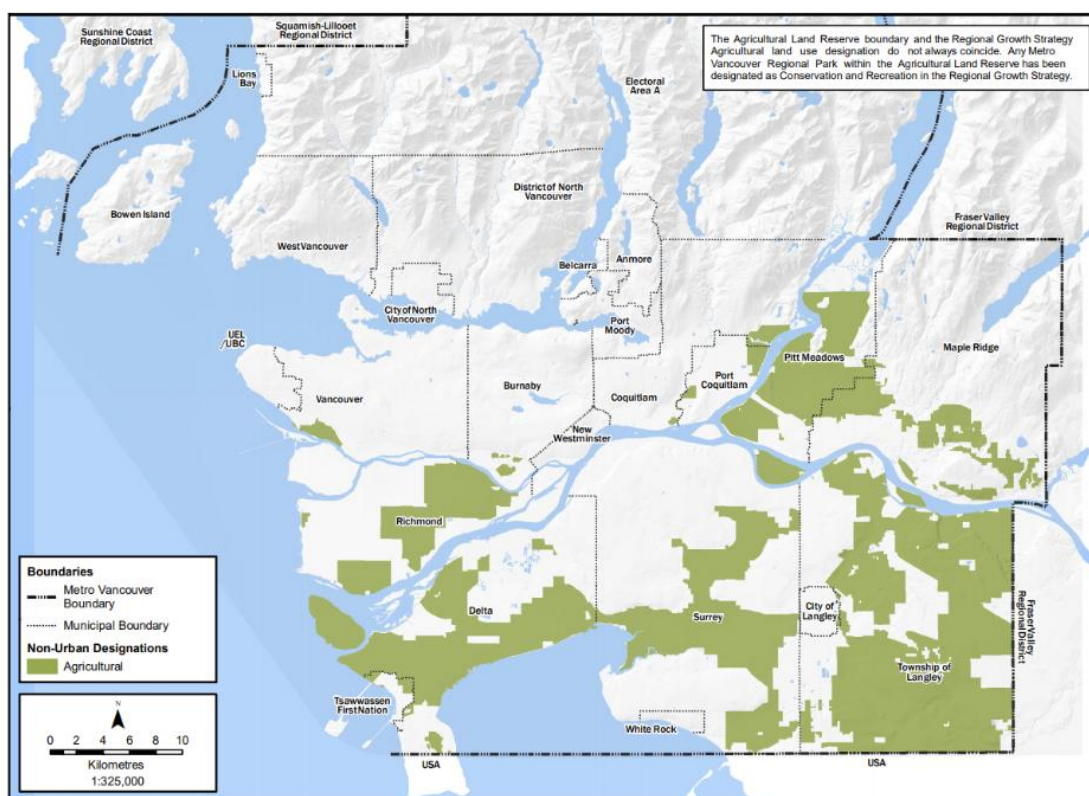 Sunshine Coast
Regional District
Squamish-Lillooet
Regional District
The Agricultural Land Reserve boundary and the Regional Growth Strategy
Agricultural land use designation do not always coincide. Any Metro
Vancouver Regional Park within the Agricultural Land Reserve has been
designated as Conservation and Recreation in the Regional Growth Strategy.
Lions
Bay
Electoral
Area A
Bowen Island
District of North
Vancouver
West Vancouver
Fraser Valley
Regional District
Belcarra
Anmore
City of North
Vancouver
Port
Moody
UEL
/UBC
Maple Ridge
Pitt Meadows
Vancouver
Burnaby
Coquitlam
Port
Coquitlam
New
Westminster
Richmond
Delta
Surrey
City of
Langley
Fraser Valley
Regional District
Township of
Langley
Tsawwassen
First Nation
White Rock
USA
USA
Boundaries
Metro Vancouver
Boundary
Municipal Boundary
Non-Urban Designations
Agricultural
N
0 2 4 6 8 10
Kilometres
1:325,000